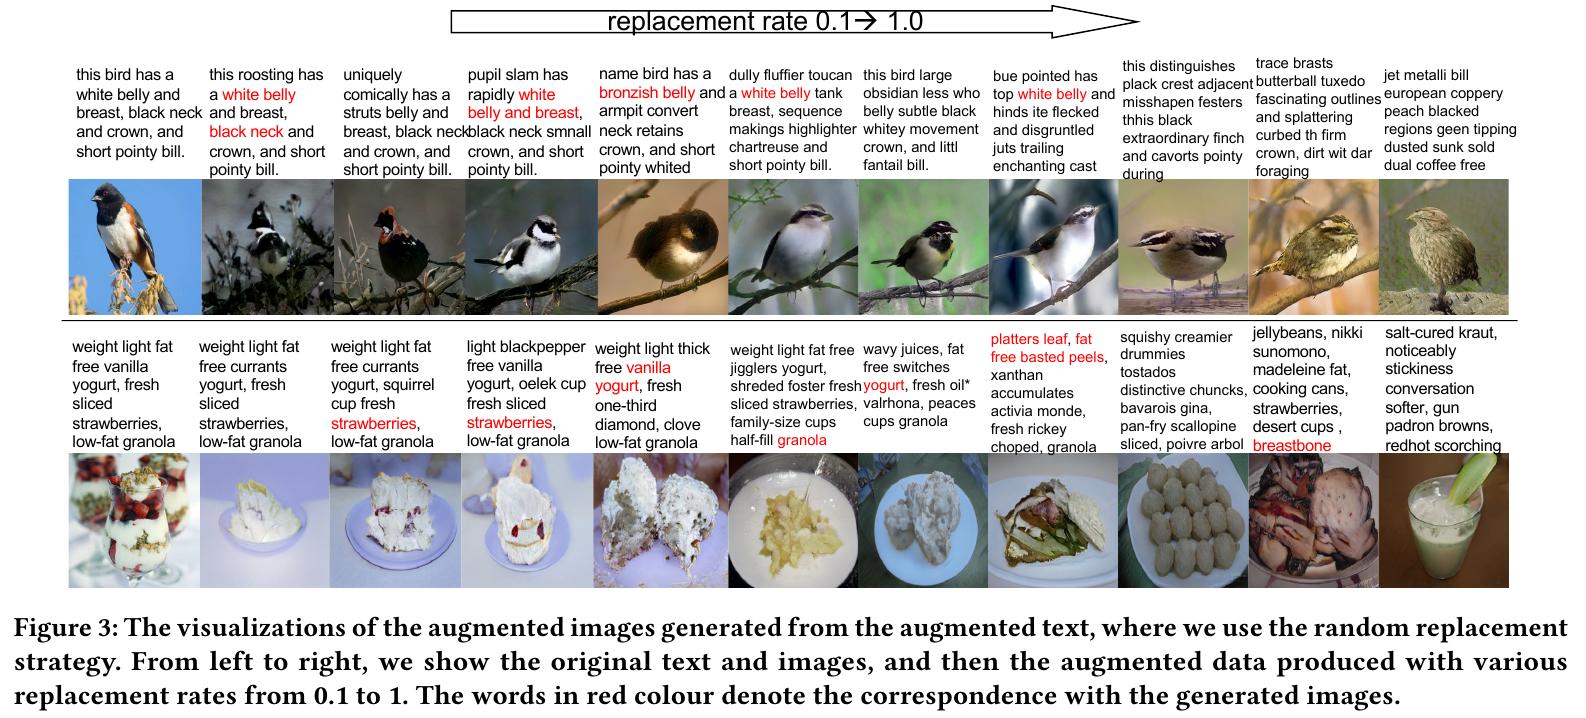 replacement rate 0.1→ 1.0
this bird has a
white belly and
breast, black neck
and crown, and
short pointy bill.
this roosting has
a white belly
and breast,
black neck and
crown, and short
pointy bill.
uniquely
comically has a
struts belly and
breast, black neck
and crown, and
short pointy bill.
pupil slam has
rapidly white
belly and breast,
black neck smnall
crown, and short
pointy bill.
name bird has a
bronzish belly and
armpit convert
neck retains
crown, and short
pointy whited
dully fluffier toucan
a white belly tank
breast, sequence
makings highlighter
chartreuse and
short pointy bill.
this bird large
obsidian less who
belly subtle black
whitey movement
crown, and littl
fantail bill.
bue pointed has
top white belly and
hinds ite flecked
and disgruntled
juts trailing
enchanting cast
this distinguishes
plack crest adjacent
misshapen festers
thhis black
extraordinary finch
and cavorts pointy
during
trace brasts
butterball tuxedo
fascinating outlines
and splattering
curbed th firm
crown, dirt wit dar
foraging
jet metalli bill
european coppery
peach blacked
regions geen tipping
dusted sunk sold
dual coffee free
weight light fat
free vanilla
yogurt, fresh
sliced
strawberries,
low-fat granola
weight light fat
free currants
yogurt, fresh
sliced
strawberries,
low-fat granola
weight light fat
free currants
yogurt, squirrel
cup fresh
strawberries,
low-fat granola
light blackpepper
free vanilla
yogurt, oelek cup
fresh sliced
strawberries,
low-fat granola
weight light thick
free vanilla
yogurt, fresh
one-third
diamond, clove
low-fat granola
weight light fat free
jigglers yogurt,
shreded foster fresh
sliced strawberries,
family-size cups
half-fill granola
wavy juices, fat
free switches
yogurt, fresh oil*
valrhona, peaces
cups granola
platters leaf, fat
free basted peels,
xanthan
accumulates
activia monde,
fresh rickey
choped, granola
squishy creamier
drummies
tostados
distinctive chuncks,
bavarois gina,
pan-fry scallopine
sliced, poivre arbol
jellybeans, nikki
sunomono,
madeleine fat,
cooking cans,
strawberries,
desert cups ,
breastbone
salt-cured kraut,
noticeably
stickiness
conversation
softer, gun
padron browns,
redhot scorching
Figure 3: The visualizations of the augmented images generated from the augmented text, where we use the random replacement
strategy. From left to right, we show the original text and images, and then the augmented data produced with various
replacement rates from 0.1 to 1. The words in red colour denote the correspondence with the generated images.